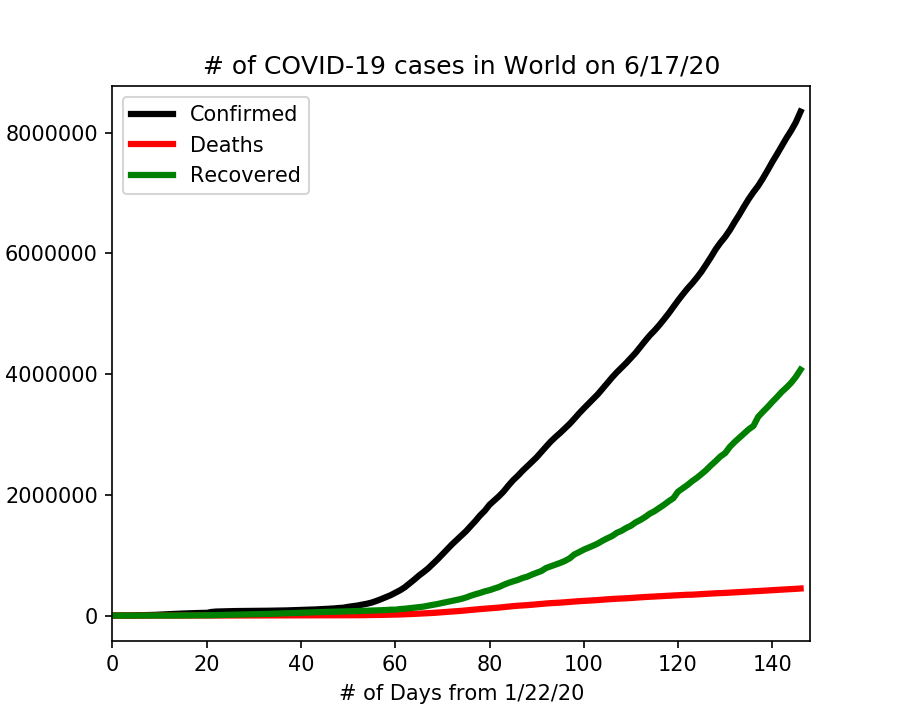 # of COVID-19 cases in World on 6/17/20
Confirmed
Deaths
Recovered
8000000
6000000
4000000
2000000
0
0 20 40 60 80 100 120 140
# of Days from 1/22/20